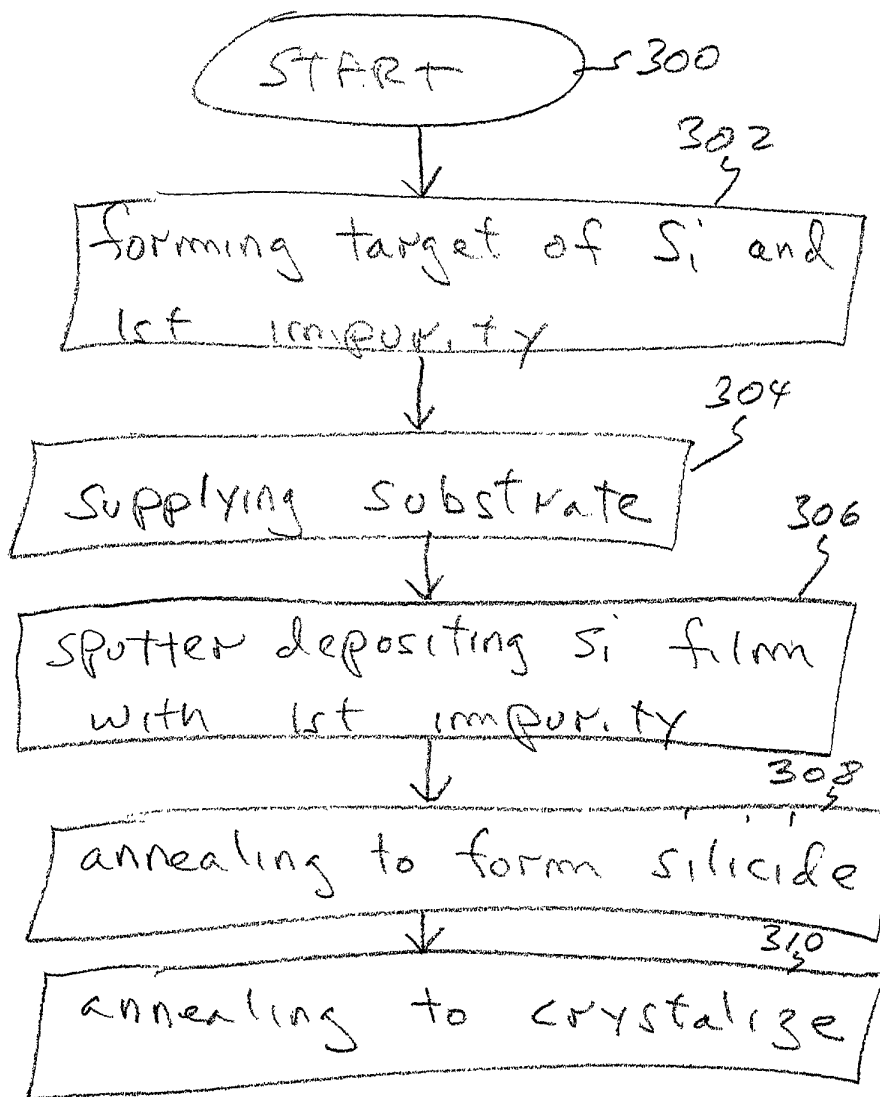 START
300
302
forming target of Si and
1st impurity
304
supplying substrate
306
sputter depositing Si film
with 1st impurity
308
annealing to form silicide
310
annealing to crystalize